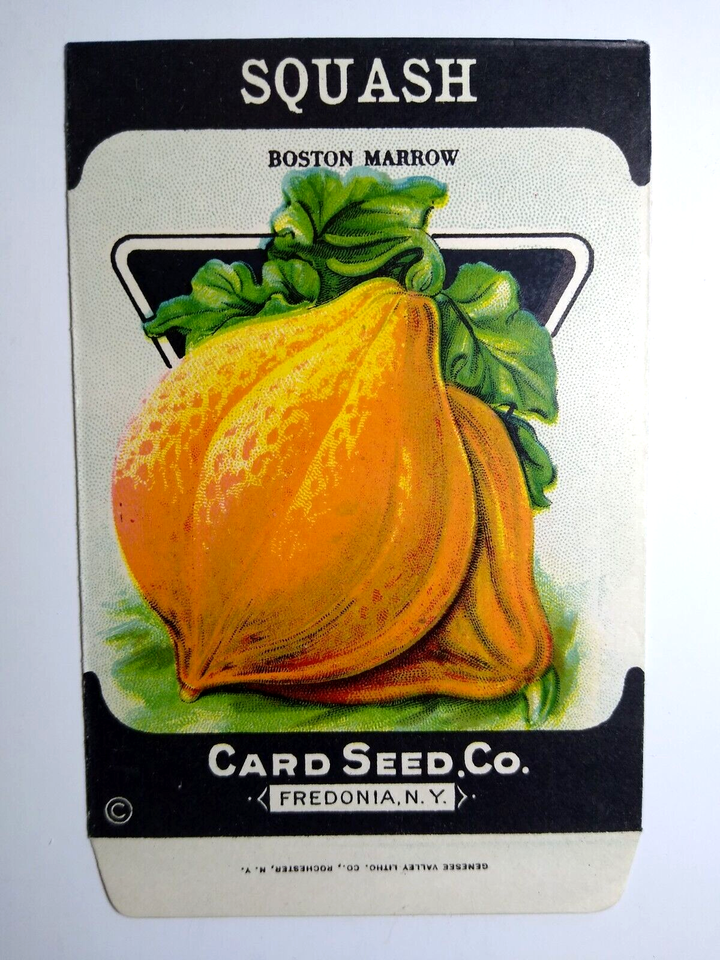 SQUASH
BOSTON MARROW
CARD SEED.CO.
FREDONIA, N.Y.
©
GENESEE VALLEY LITHO. CO., ROCHESTER, N. Y.